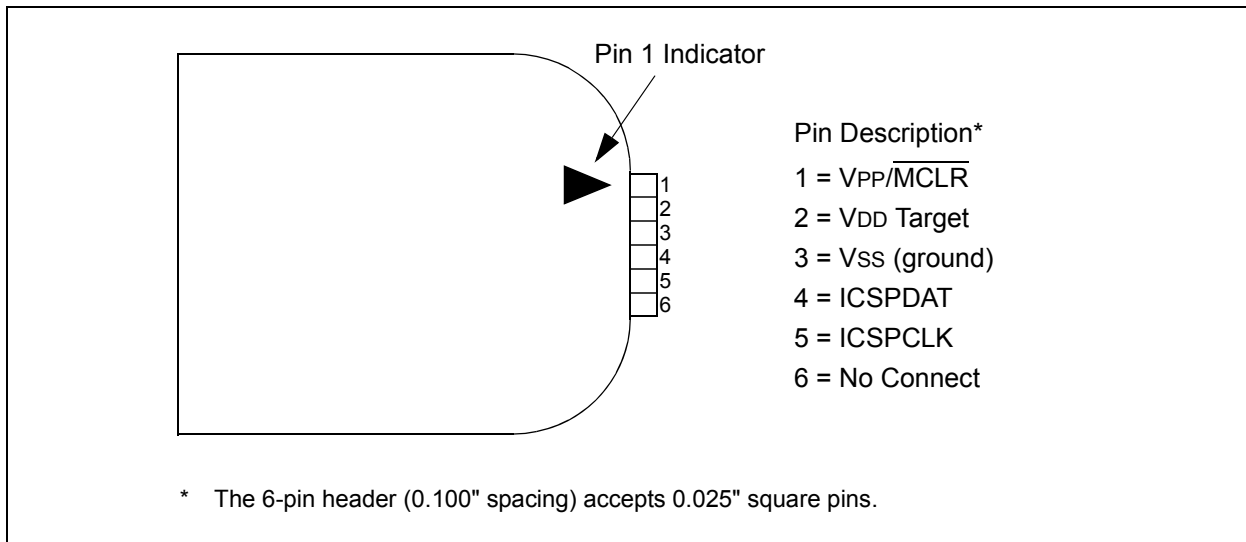 Pin 1 Indicator
Pin Description*
1 = VPP/M̅C̅L̅R̅
2 = VDD Target
3 = VSS (ground)
4 = ICSPDAT
5 = ICSPCLK
6 = No Connect
1
2
3
4
5
6
* The 6-pin header (0.100" spacing) accepts 0.025" square pins.